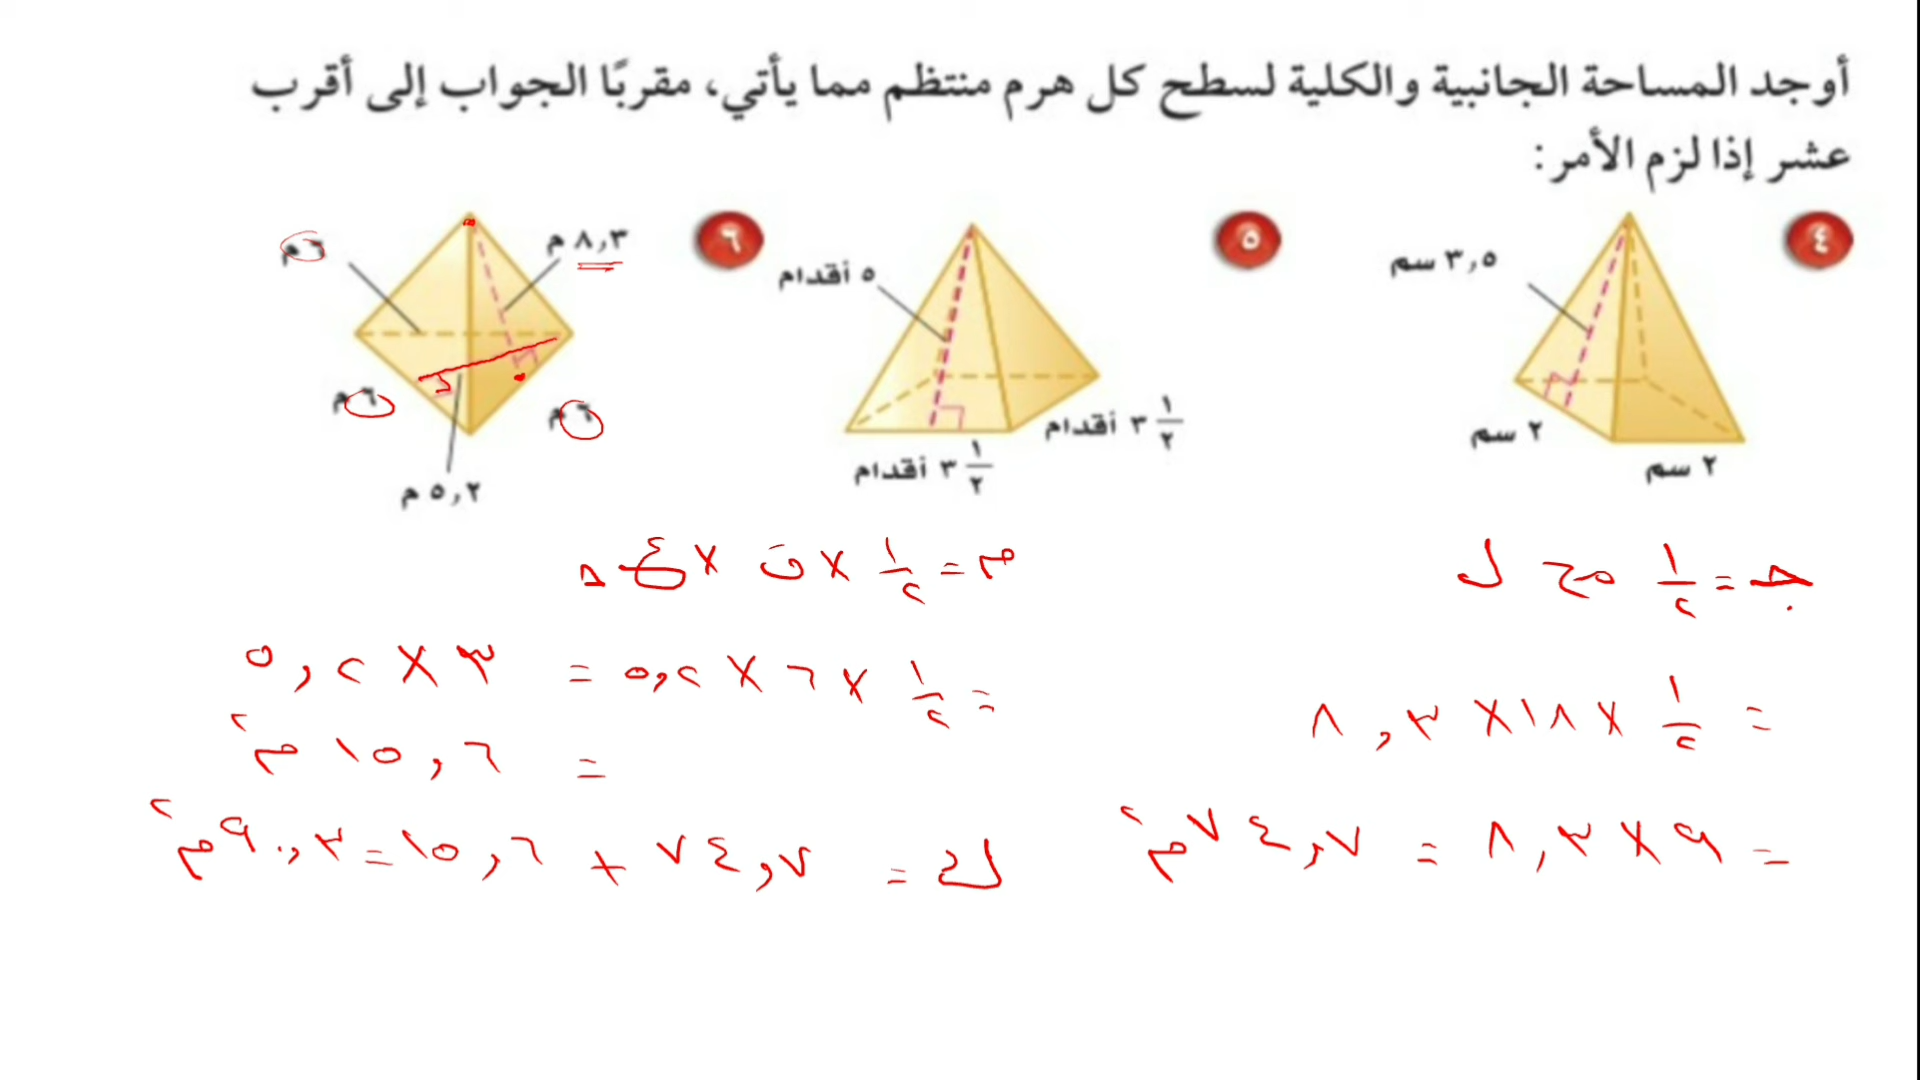 أوجد المساحة الجانبية والكلية لسطح كل هرم منتظم مما يأتي، مقربًا الجواب إلى أقرب
عشر إذا لزم الأمر:
٤
٣,٥ سم
٢ سم
٢ سم
٥
٥ أقدام
٣ ١/٢ أقدام
٣ ١/٢ أقدام
٦
٨,٣ م
٦ م
٦ م
٦ م
٥,٢ م
جـ = ١/٢ مح ل
= ١/٢ × ١٨ × ٨,٣
= ٩ × ٨,٣ = ٧٤,٧ م٢
م = ١/٢ × ق × ع
= ١/٢ × ٦ × ٥,٢ = ٣ × ٥,٢
= ١٥,٦ م٢
ك = ٧٤,٧ + ١٥,٦ = ٩٠,٣ م٢